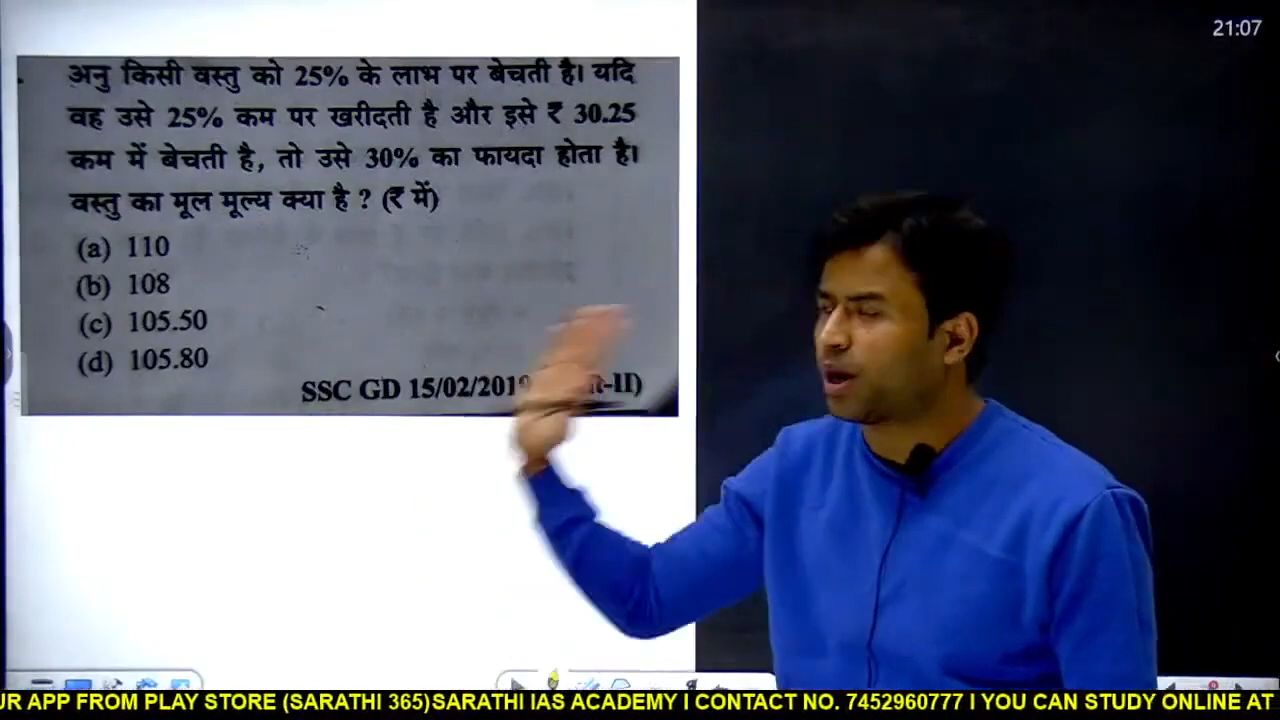 21:07
अनु किसी वस्तु को 25% के लाभ पर बेचती है। यदि
वह उसे 25% कम पर खरीदती है और इसे ₹ 30.25
कम में बेचती है, तो उसे 30% का फायदा होता है।
वस्तु का मूल मूल्य क्या है ? (₹ में)
(a) 110
(b) 108
(c) 105.50
(d) 105.80
SSC GD 15/02/2019 -II)
UR APP FROM PLAY STORE (SARATHI 365)SARATHI IAS ACADEMY I CONTACT NO. 7452960777 I YOU CAN STUDY ONLINE AT